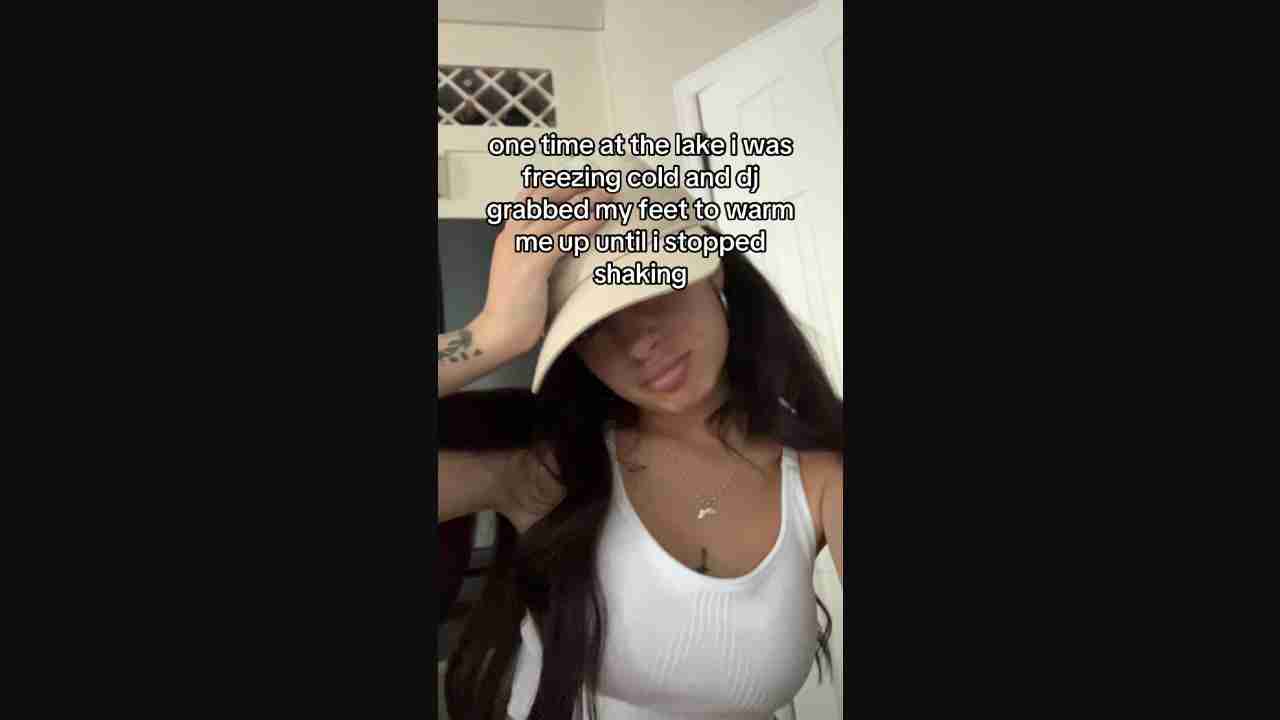 one time at the lake i was
freezing cold and dj
grabbed my feet to warm
me up until i stopped
shaking